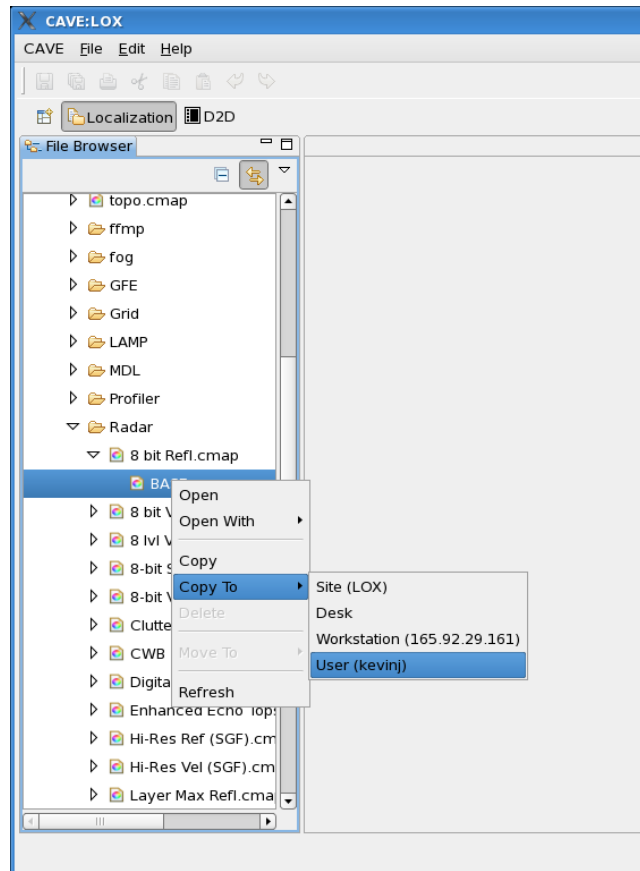 CAVE:LOX
CAVE File Edit Help
Localization D2D
File Browser
topo.cmap
ffmp
fog
GFE
Grid
LAMP
MDL
Profiler
Radar
8 bit Refl.cmap
8 bit
8 lvl
8-bit
8-bit
CWB
Enhanced Echo Tops
Hi-Res Ref (SGF).cm
Hi-Res Vel (SGF).cm
Layer Max Refl.cma
Open
Open With
Copy
Copy To
Delete
Move To
Refresh
Site (LOX)
Desk
Workstation (165.92.29.161)
User (kevinj)